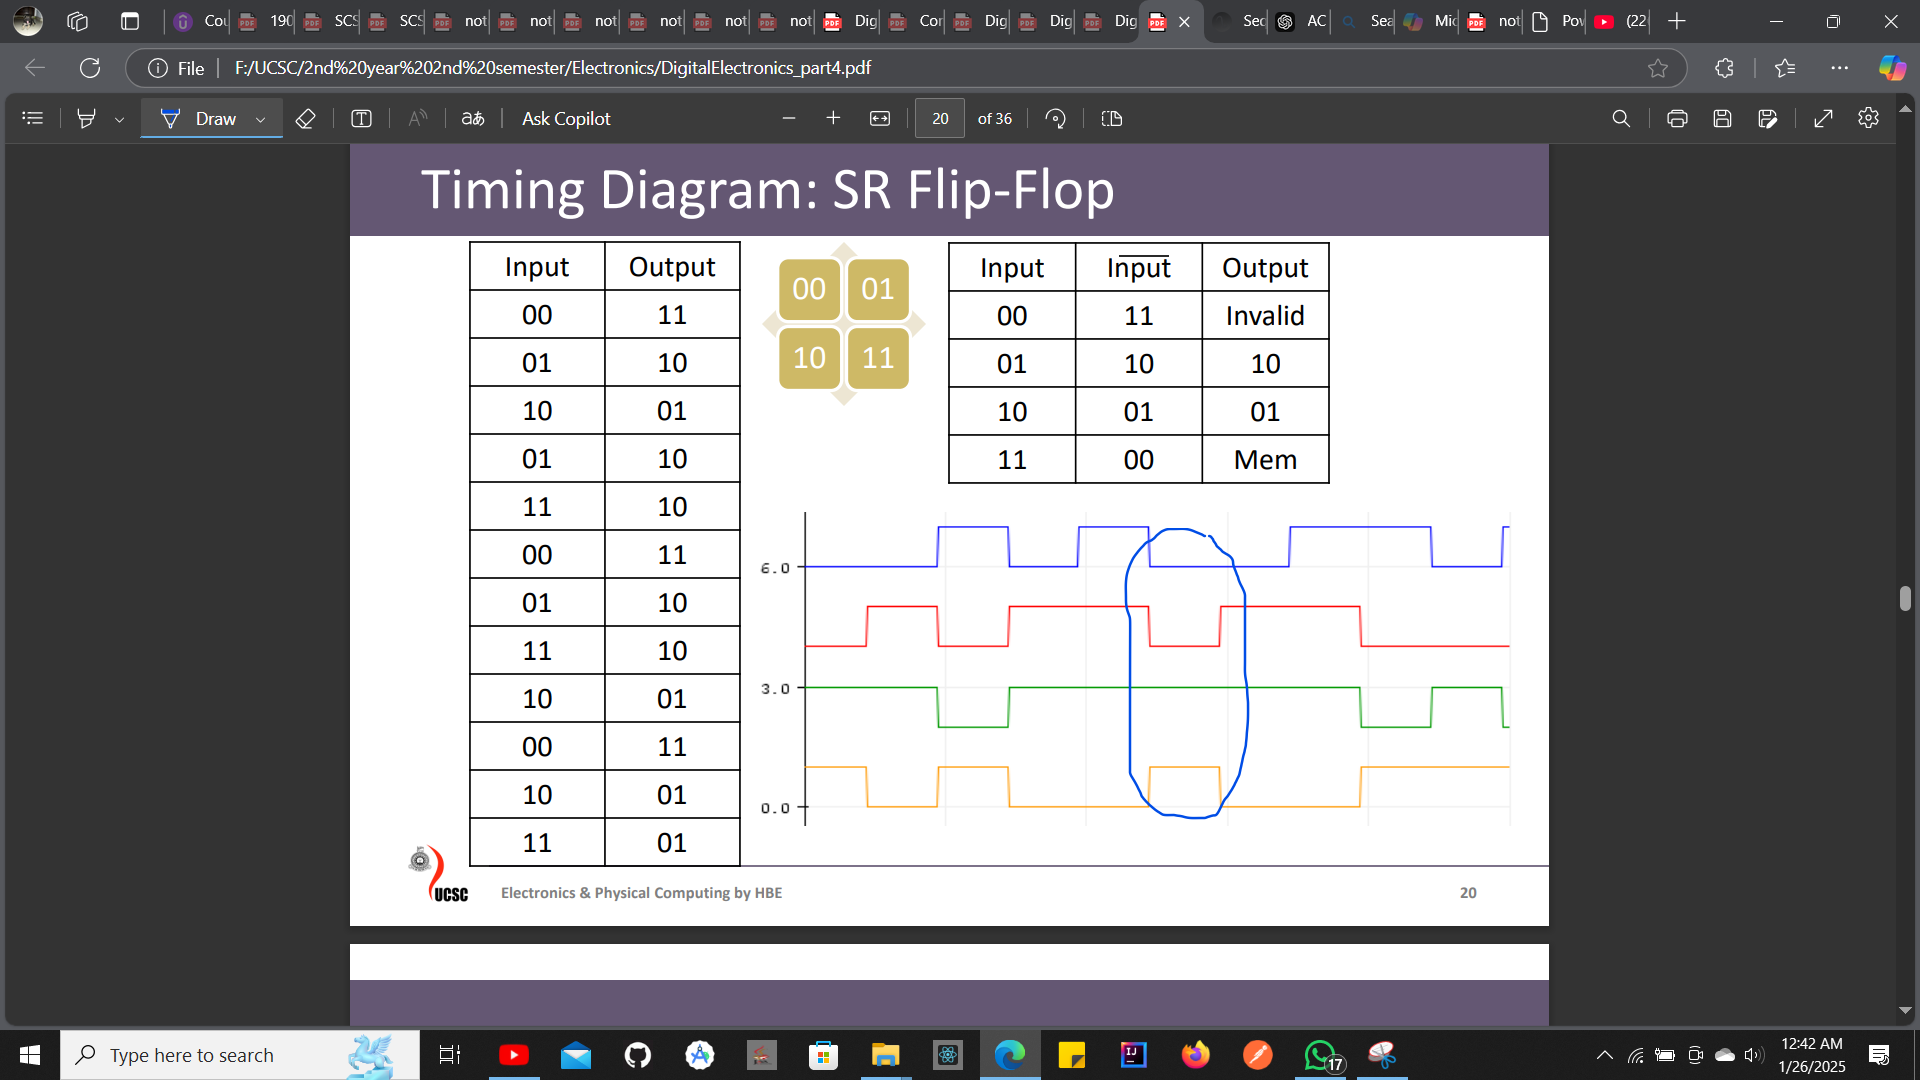 Cou
190
SCS
SCS
not
not
not
not
not
not
Dig
Cor
Dig
Dig
Dig
Sec
AC
Sea
Mic
not
Pov
(22
File
F:/UCSC/2nd%20year%202nd%20semester/Electronics/DigitalElectronics_part4.pdf
Draw
aあ
Ask Copilot
20
of 36
Timing Diagram: SR Flip-Flop
Input Output
00 11
01 10
10 01
01 10
11 10
00 11
01 10
11 10
10 01
00 11
10 01
11 01
00 01
10 11
Input Input Output
00 11 Invalid
01 10 10
10 01 01
11 00 Mem
6.0
3.0
0.0
UCSC
Electronics & Physical Computing by HBE
20
Type here to search
17
12:42 AM
1/26/2025